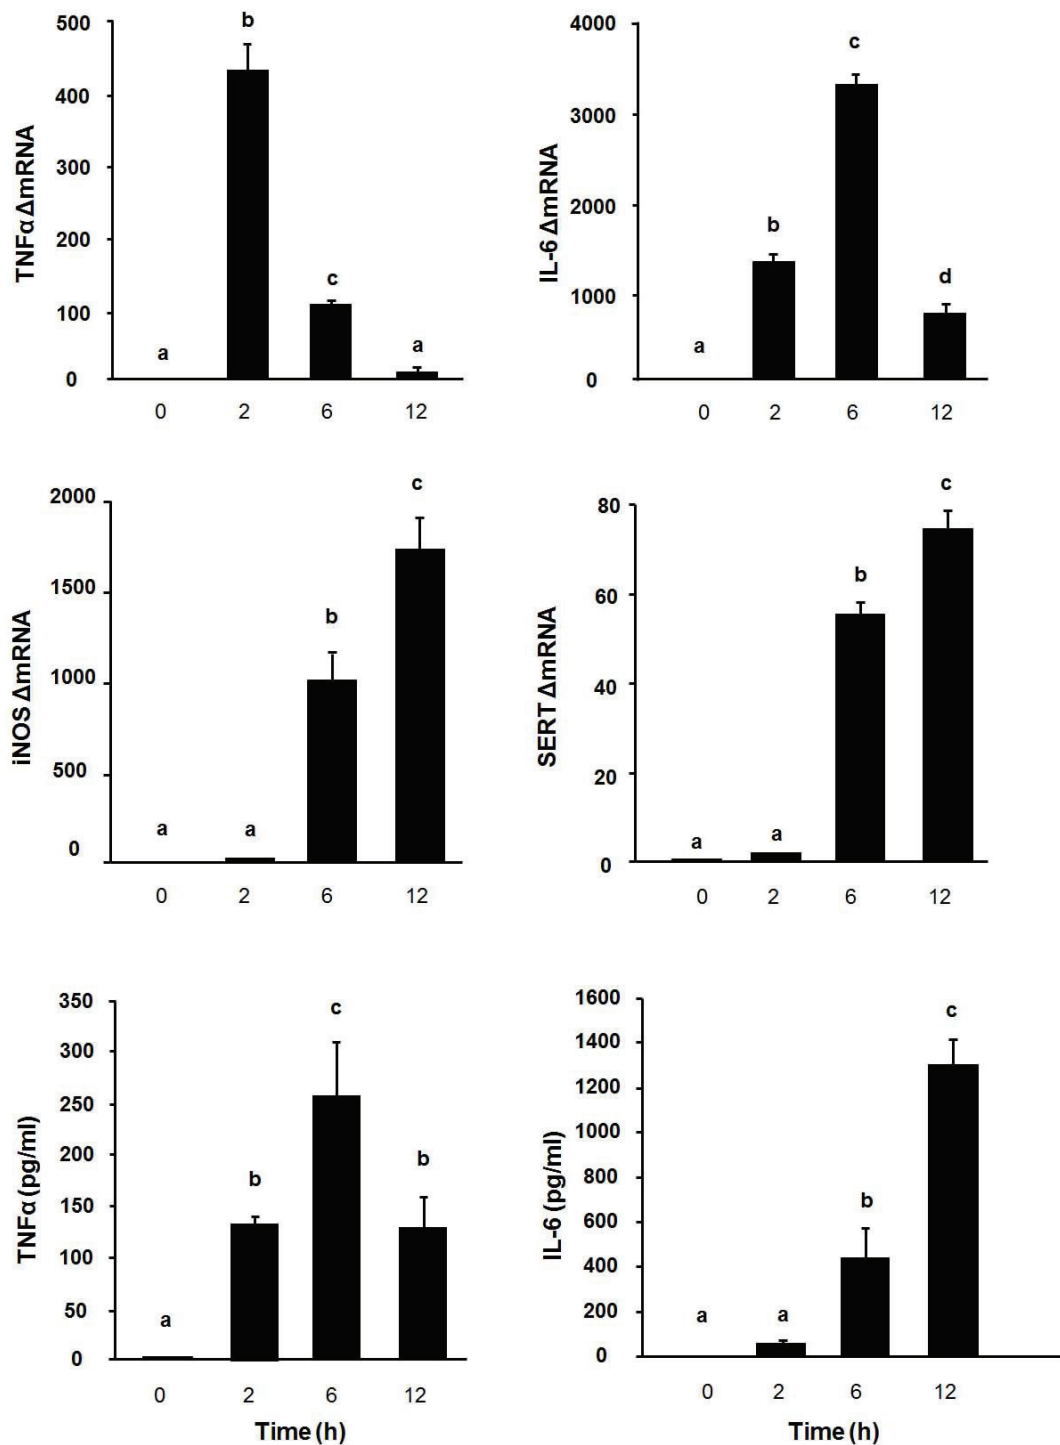 TNFα ΔmRNA
500
400
300
200
100
0
a
b
c
a
0 2 6 12
IL-6 ΔmRNA
4000
3000
2000
1000
0
a
b
c
d
0 2 6 12
iNOS ΔmRNA
2000
1500
1000
500
0
a
a
b
c
0 2 6 12
SERT ΔmRNA
80
60
40
20
0
a
a
b
c
0 2 6 12
TNFα (pg/ml)
350
300
250
200
150
100
50
0
a
b
c
b
0 2 6 12
Time (h)
IL-6 (pg/ml)
1600
1400
1200
1000
800
600
400
200
0
a
a
b
c
0 2 6 12
Time (h)